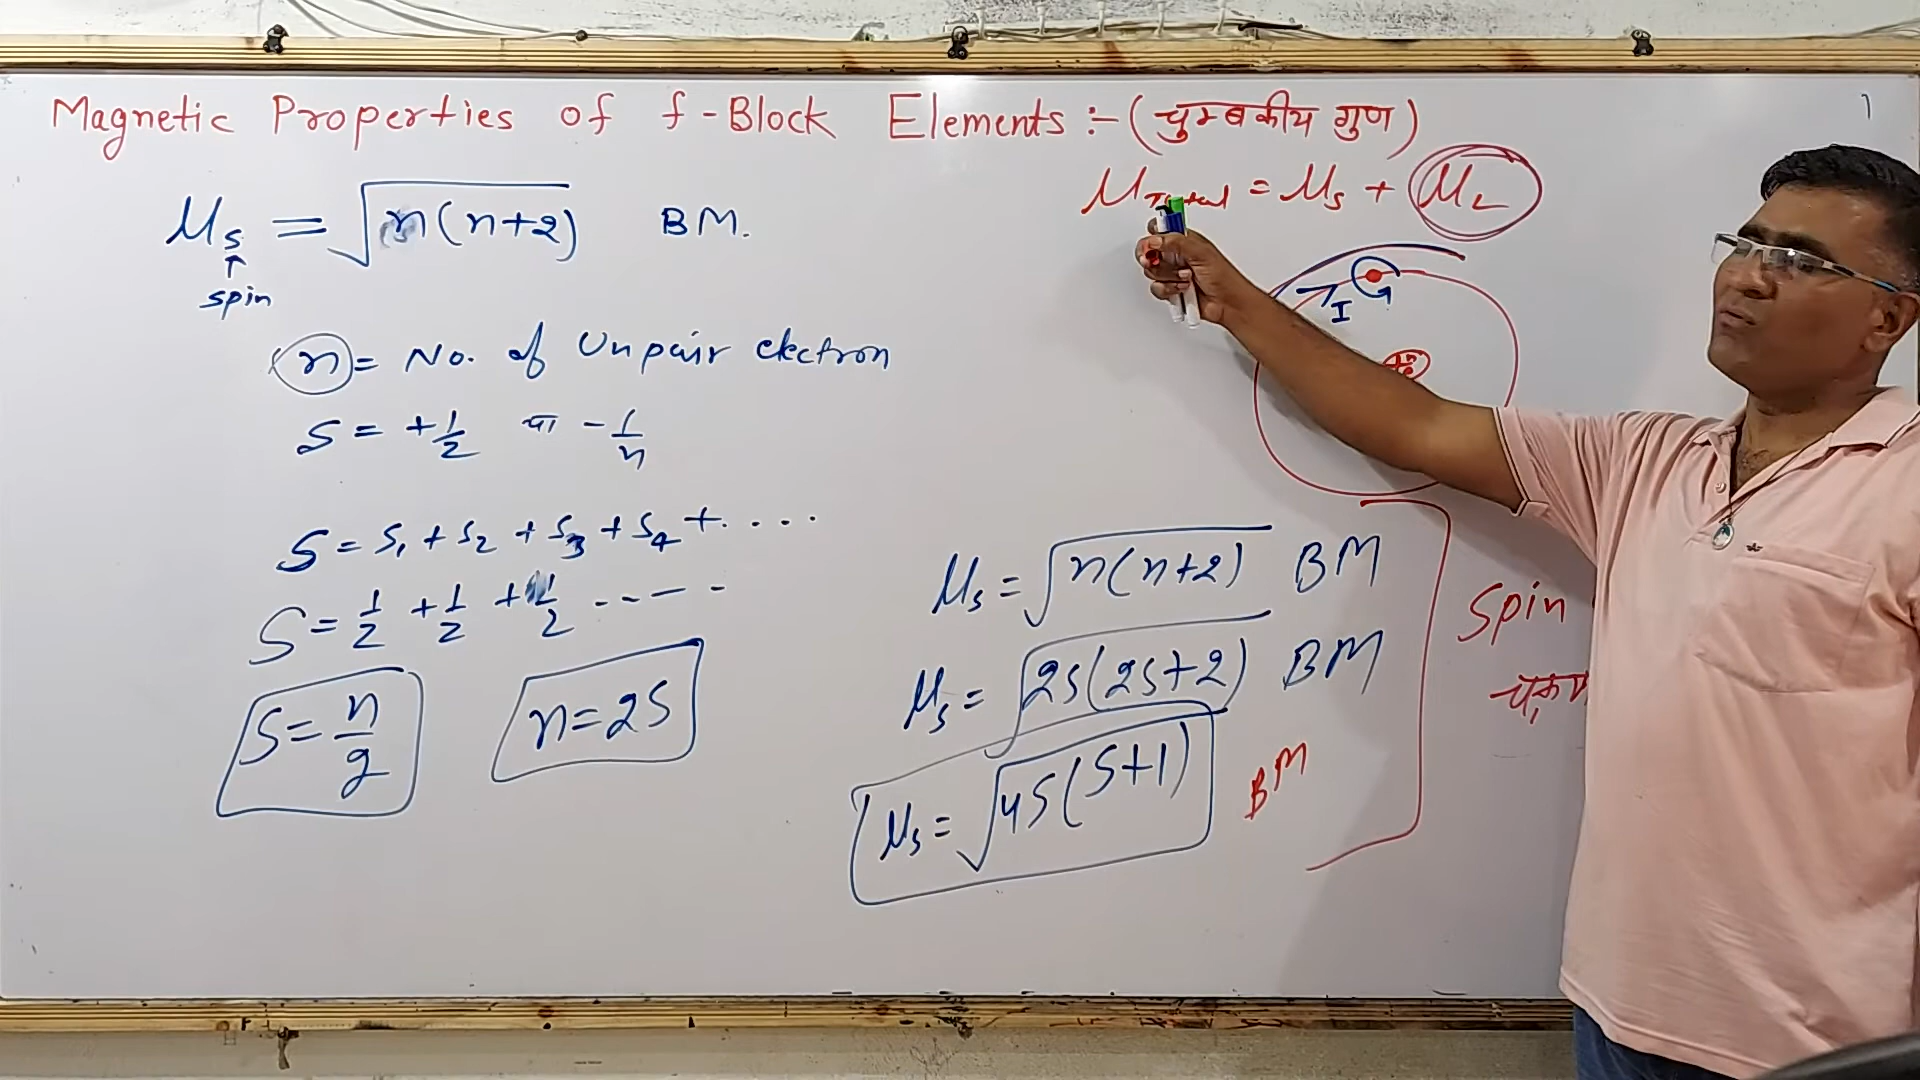 Magnetic Properties of f-Block Elements :- (चुम्बकीय गुण)
μs = √n(n+2) BM.
↑
spin
n = No. of Unpair electron
S = +1/2 या -1/n
S = s₁ + s₂ + s₃ + s₄ + ....
S = 1/2 + 1/2 + 1/2 -----
S = n/2
n = 2S
μTotal = μs + μL
I
μs = √n(n+2) BM
μs = √2s(2s+2) BM
μs = √4S(S+1) BM
Spin